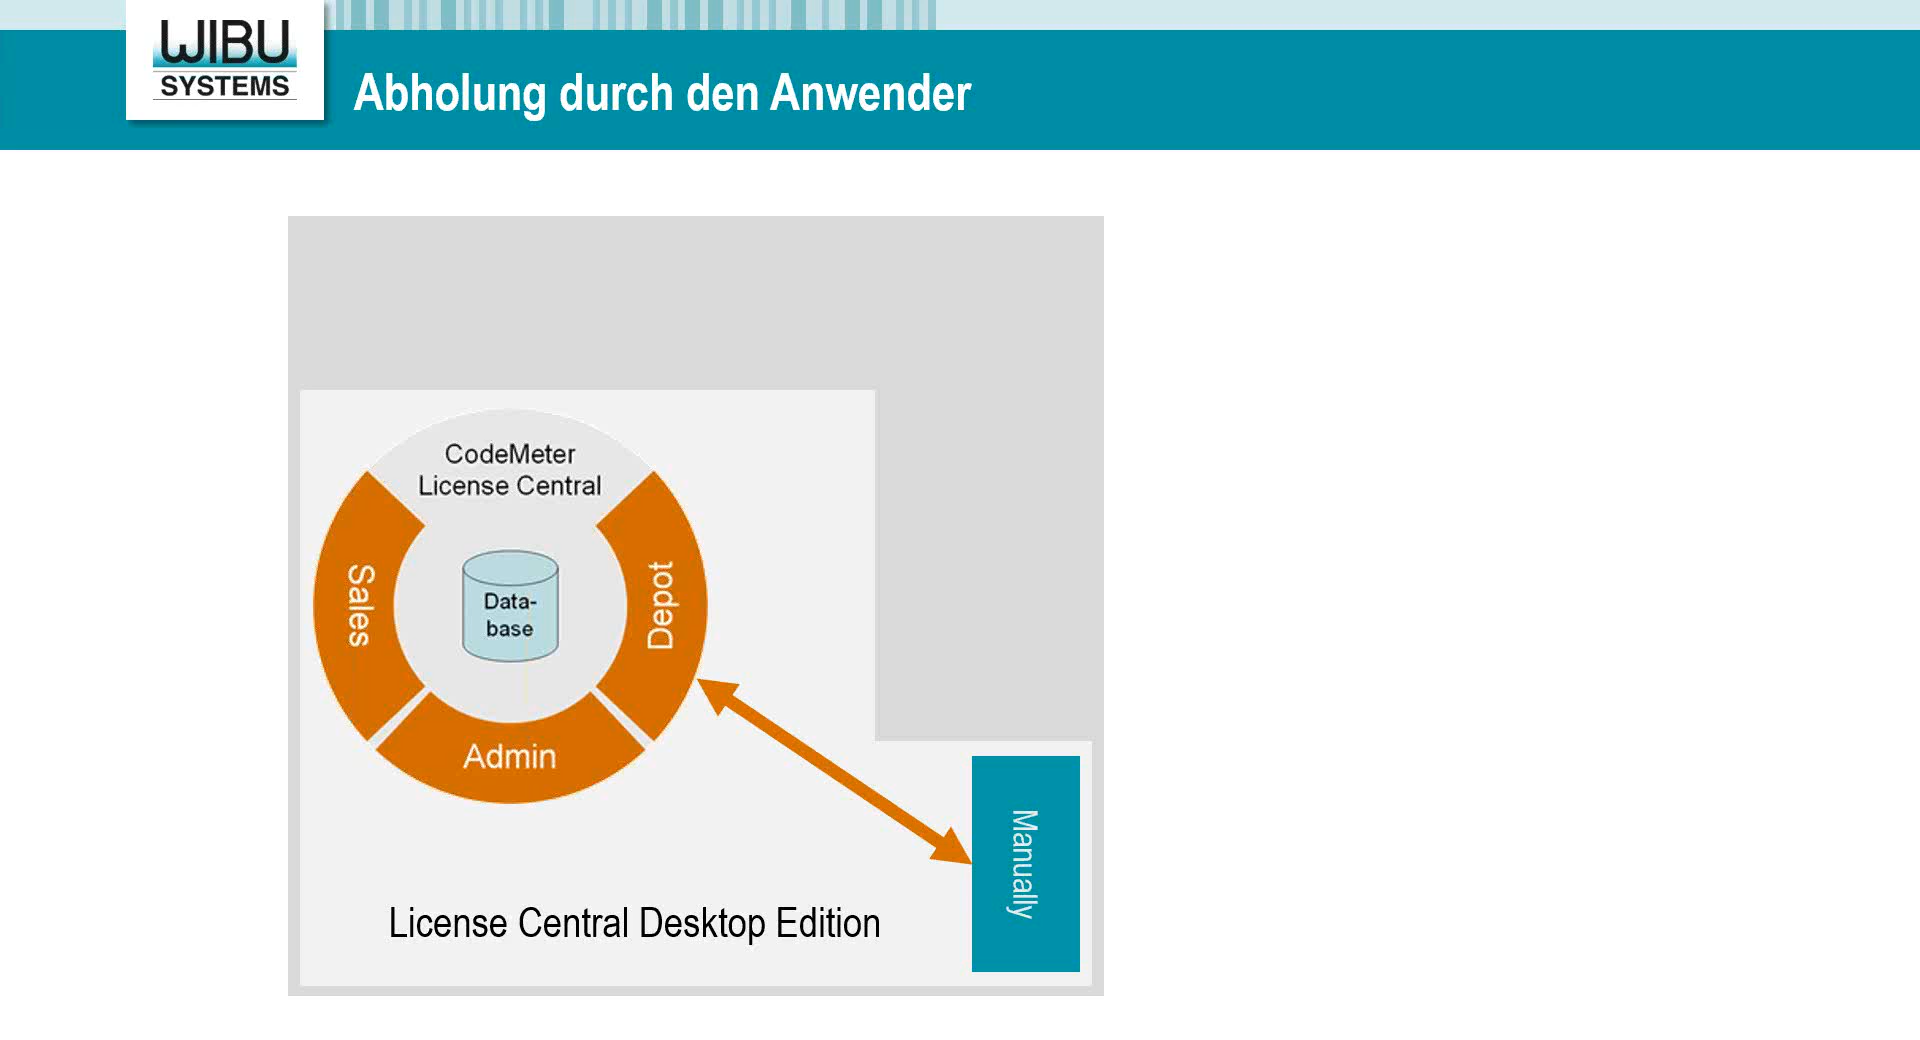 WIBU
SYSTEMS
Abholung durch den Anwender
CodeMeter
License Central
Sales
Data-
base
Depot
Admin
Manually
License Central Desktop Edition